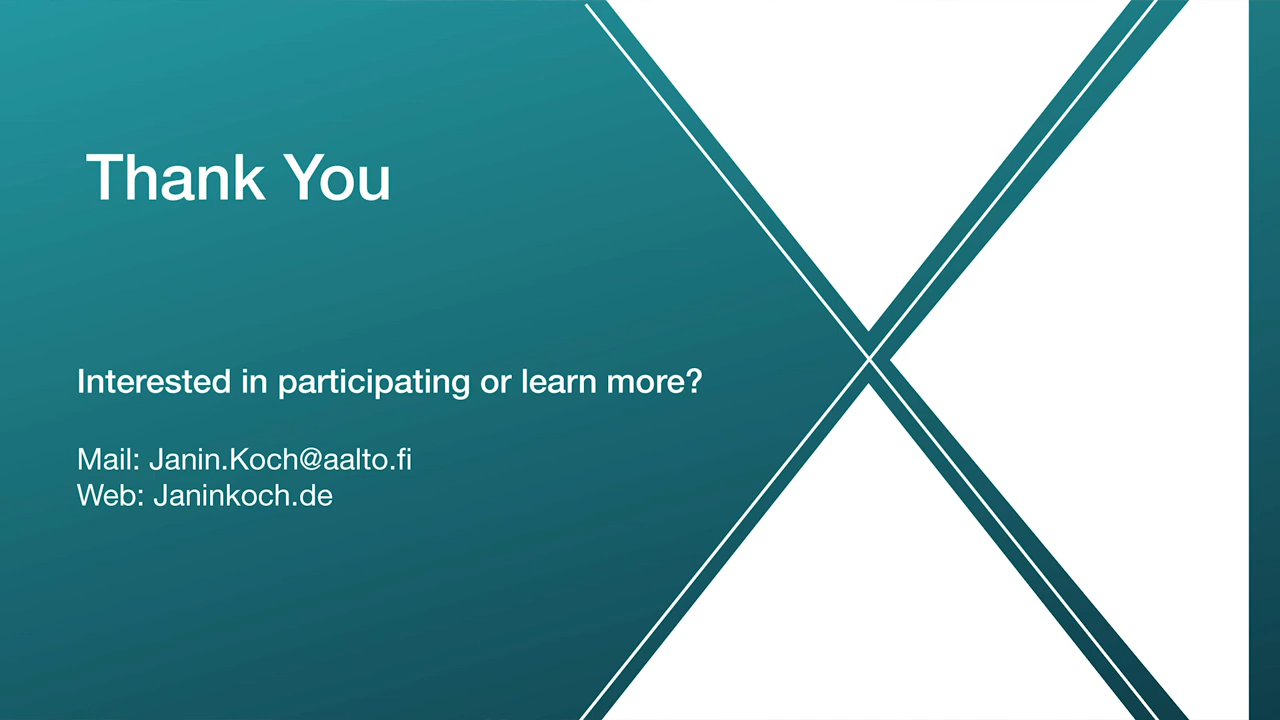 Thank You
Interested in participating or learn more?
Mail: Janin.Koch@aalto.fi
Web: Janinkoch.de